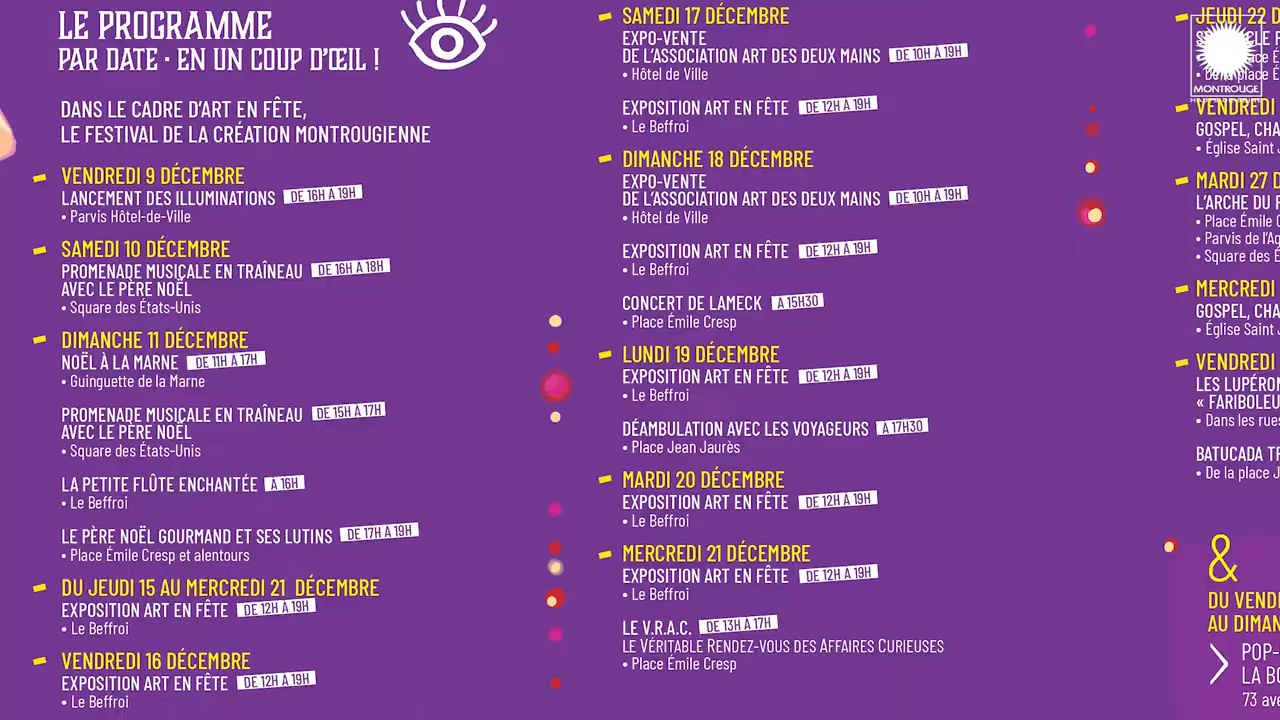 LE PROGRAMME
PAR DATE · EN UN COUP D'ŒIL !
DANS LE CADRE D'ART EN FÊTE,
LE FESTIVAL DE LA CRÉATION MONTROUGIENNE
VENDREDI 9 DÉCEMBRE
LANCEMENT DES ILLUMINATIONS DE 16H À 19H
• Parvis Hôtel-de-Ville
SAMEDI 10 DÉCEMBRE
PROMENADE MUSICALE EN TRAÎNEAU DE 16H À 18H
AVEC LE PÈRE NOËL
• Square des États-Unis
DIMANCHE 11 DÉCEMBRE
NOËL À LA MARNE DE 11H À 17H
• Guinguette de la Marne
PROMENADE MUSICALE EN TRAÎNEAU DE 15H À 17H
AVEC LE PÈRE NOËL
• Square des États-Unis
LA PETITE FLÛTE ENCHANTÉE À 16H
• Le Beffroi
LE PÈRE NOËL GOURMAND ET SES LUTINS DE 17H À 19H
• Place Émile Cresp et alentours
DU JEUDI 15 AU MERCREDI 21 DÉCEMBRE
EXPOSITION ART EN FÊTE DE 12H À 19H
• Le Beffroi
VENDREDI 16 DÉCEMBRE
EXPOSITION ART EN FÊTE DE 12H À 19H
• Le Beffroi
SAMEDI 17 DÉCEMBRE
EXPO-VENTE
DE L'ASSOCIATION ART DES DEUX MAINS DE 10H À 19H
• Hôtel de Ville
EXPOSITION ART EN FÊTE DE 12H À 19H
• Le Beffroi
DIMANCHE 18 DÉCEMBRE
EXPO-VENTE
DE L'ASSOCIATION ART DES DEUX MAINS DE 10H À 19H
• Hôtel de Ville
EXPOSITION ART EN FÊTE DE 12H À 19H
• Le Beffroi
CONCERT DE LAMECK À 15H30
• Place Émile Cresp
LUNDI 19 DÉCEMBRE
EXPOSITION ART EN FÊTE DE 12H À 19H
• Le Beffroi
DÉAMBULATION AVEC LES VOYAGEURS À 17H30
• Place Jean Jaurès
MARDI 20 DÉCEMBRE
EXPOSITION ART EN FÊTE DE 12H À 19H
• Le Beffroi
MERCREDI 21 DÉCEMBRE
EXPOSITION ART EN FÊTE DE 12H À 19H
• Le Beffroi
LE V.R.A.C. DE 13H À 17H
LE VÉRITABLE RENDEZ-VOUS DES AFFAIRES CURIEUSES
• Place Émile Cresp
JEUDI 22 D
MONTROUGE
VENDREDI
GOSPEL, CHA
• Église Saint J
MARDI 27 D
L'ARCHE DU F
• Place Émile C
• Parvis de l'Ag
• Square des É
MERCREDI
GOSPEL, CHA
• Église Saint J
VENDREDI
LES LUPÉRON
« FARIBOLEU
• Dans les rues
BATUCADA TR
• De la place J
&
DU VENDR
AU DIMAN
POP-
LA BO
73 ave